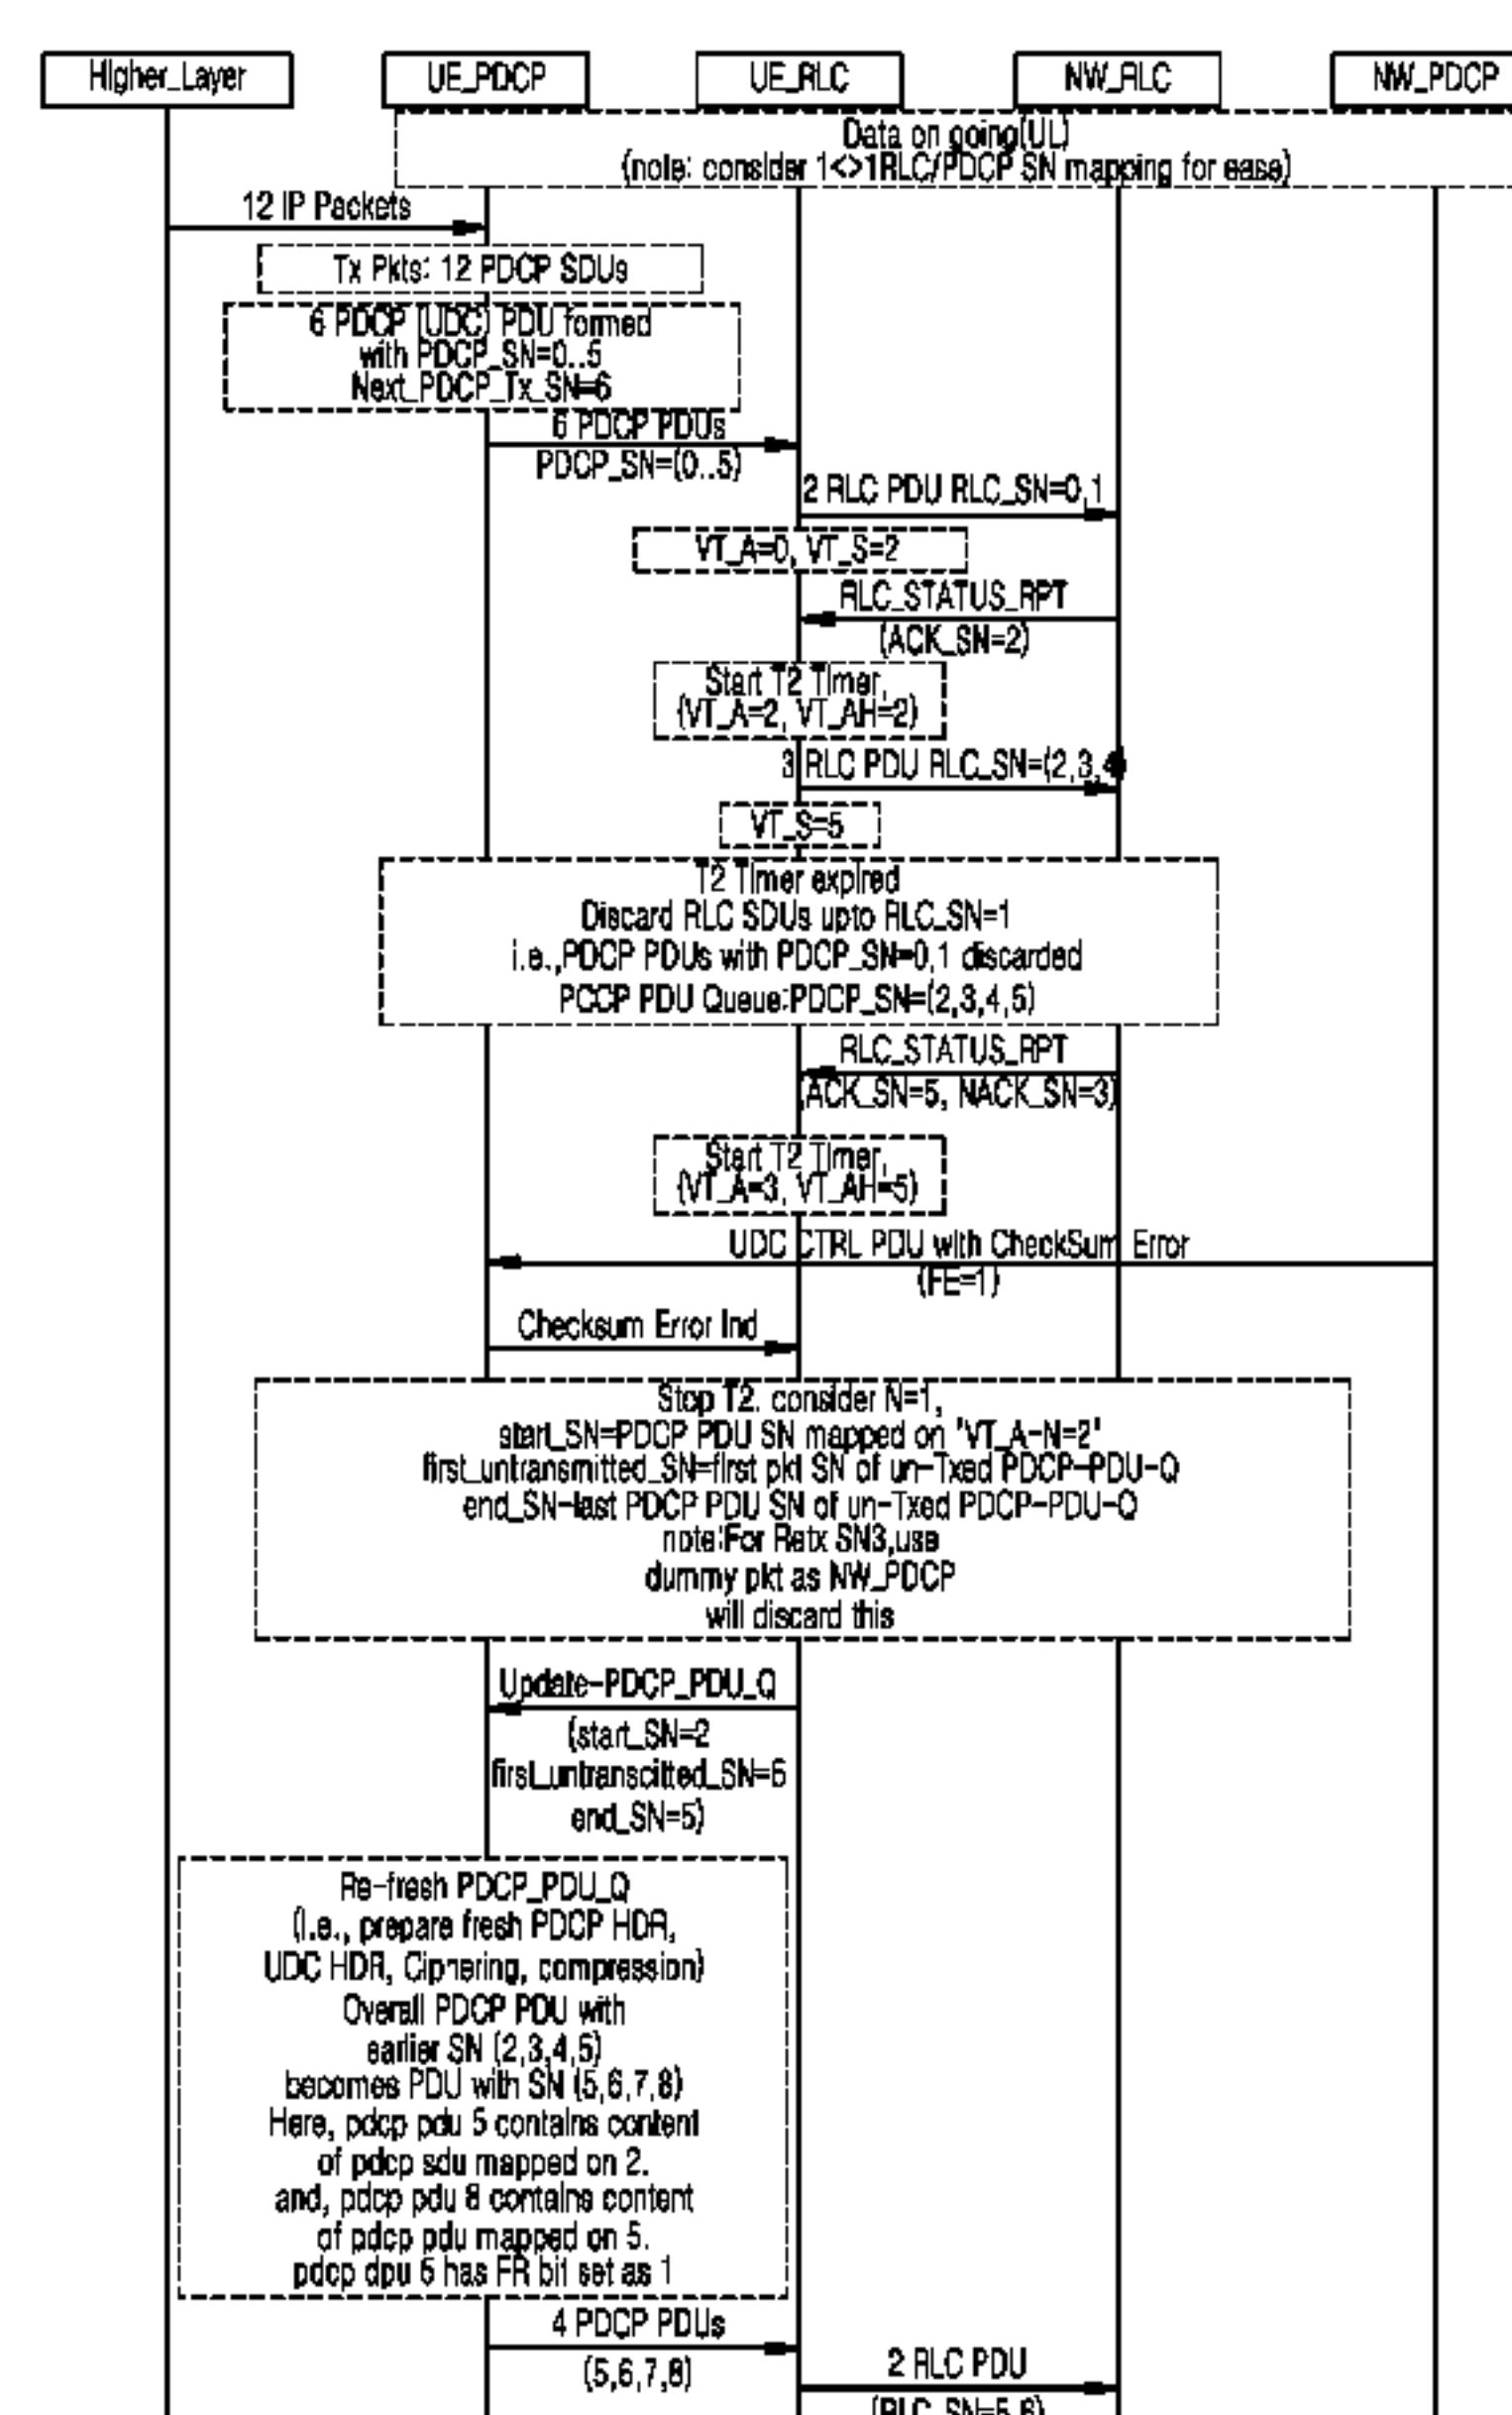 Higher_Layer
UE_PDCP
UE_RLC
NW_RLC
NW_PDCP
Data on going(UL)
(note: consider 1<>1RLC/PDCP SN mapping for ease)
12 IP Packets
Tx Pkts: 12 PDCP SDUs
6 PDCP (UDC) PDU formed
with PDCP_SN=0..5
Next_PDCP_Tx_SN=6
6 PDCP PDUs
PDCP_SN=(0..5)
2 RLC PDU RLC_SN=0,1
VT_A=0, VT_S=2
RLC_STATUS_RPT
(ACK_SN=2)
Start T2 Timer,
(VT_A=2, VT_AH=2)
3 RLC PDU RLC_SN=(2,3,4
VT_S=5
T2 Timer expired
Discard RLC SDUs upto RLC_SN=1
i.e.,PDCP PDUs with PDCP_SN=0,1 discarded
PCCP PDU Queue:PDCP_SN=(2,3,4,5)
RLC_STATUS_RPT
(ACK_SN=5, NACK_SN=3)
Start T2 Timer,
(VT_A=3, VT_AH=5)
UDC CTRL PDU with CheckSum Error
(FE=1)
Checksum Error Ind
Stop T2. consider N=1,
start_SN=PDCP PDU SN mapped on "VT_A-N=2"
first_untransmitted_SN=first pkt SN of un-Txed PDCP-PDU-Q
end_SN-last PDCP PDU SN of un-Txed PDCP-PDU-Q
note:For Retx SN3,use
dummy pkt as NW_PDCP
will discard this
Update-PDCP_PDU_Q
(start_SN=2
first_untranscitted_SN=6
end_SN=5)
Re-fresh PDCP_PDU_Q
(i.e., prepare fresh PDCP HDR,
UDC HDR, Ciphering, compression)
Overall PDCP PDU with
earlier SN (2,3,4,5)
becomes PDU with SN (5,6,7,8)
Here, pdcp pdu 5 contains content
of pdcp sdu mapped on 2.
and, pdcp pdu 8 contains content
of pdcp pdu mapped on 5.
pdcp dpu 5 has FR bit set as 1
4 PDCP PDUs
(5,6,7,8)
2 RLC PDU
(RLC_SN=5,6)